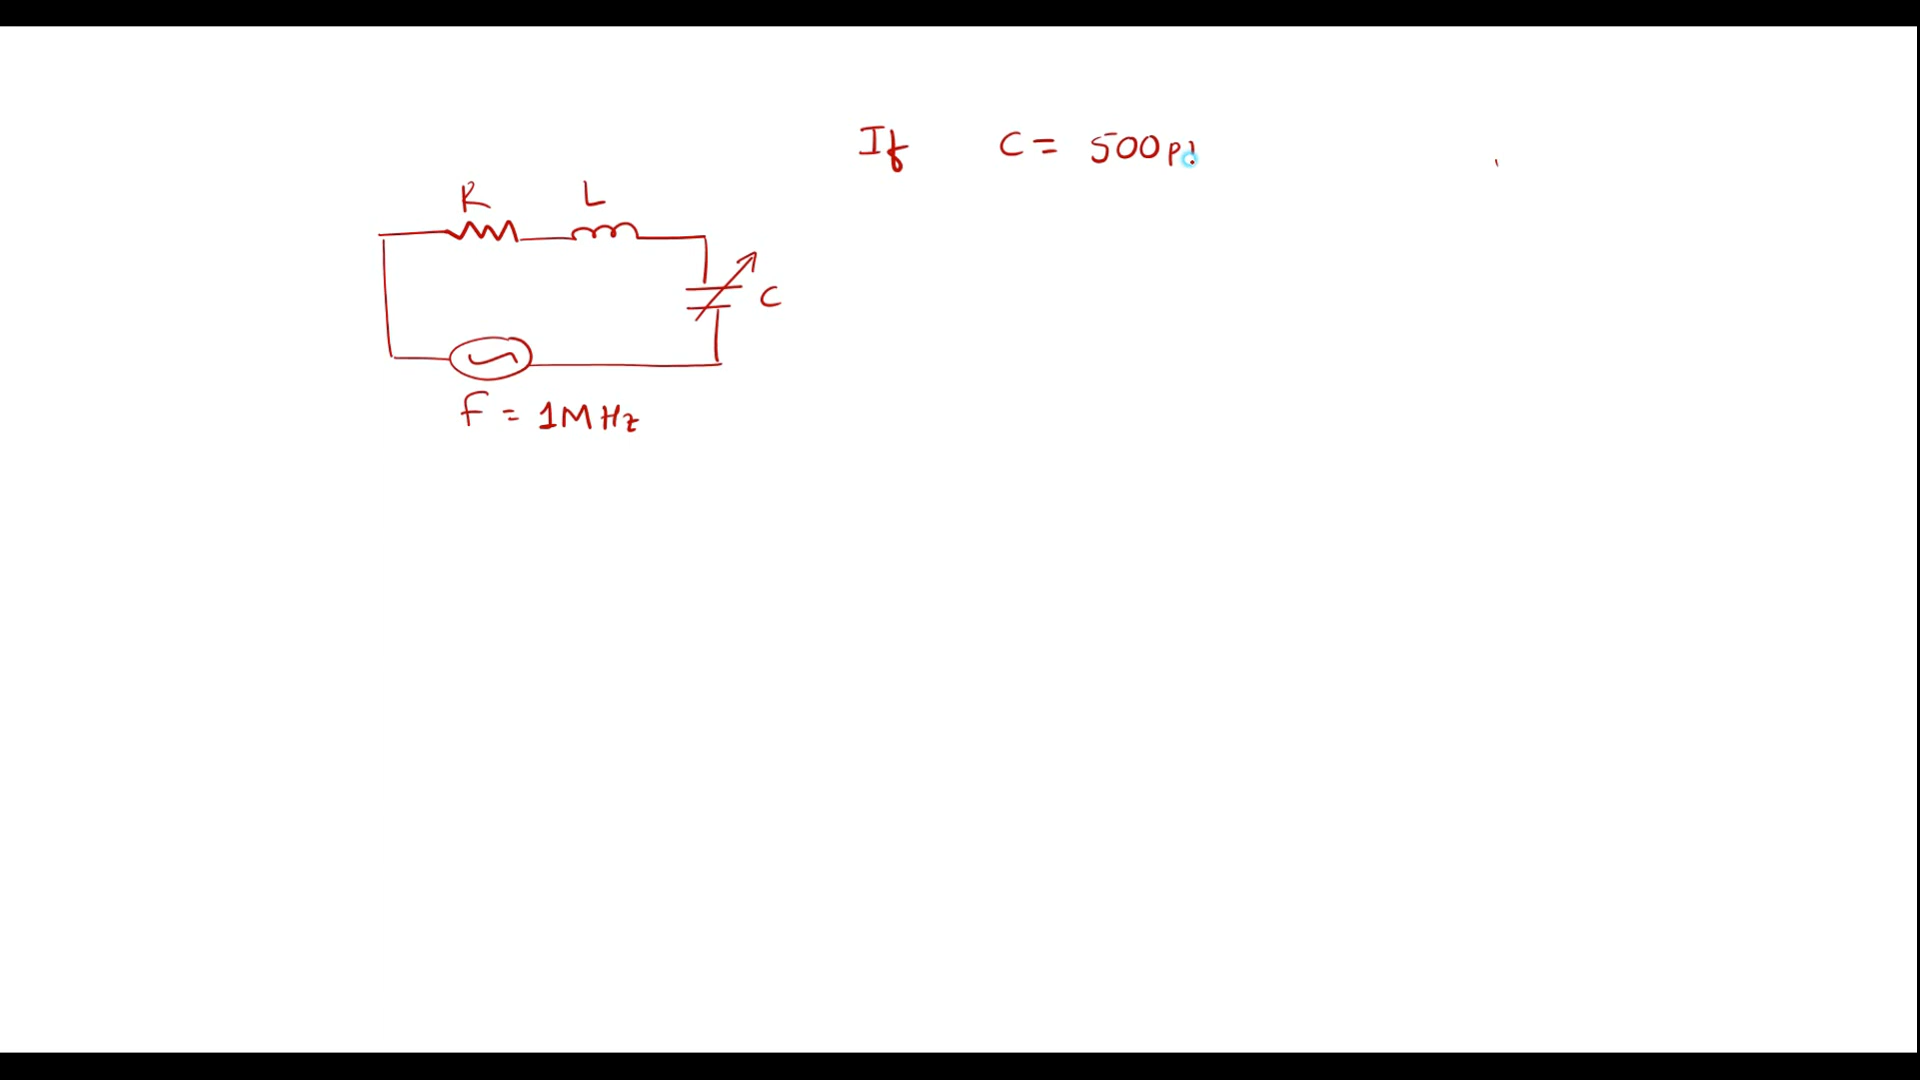 If C = 500p
R L
C
F = 1MHz